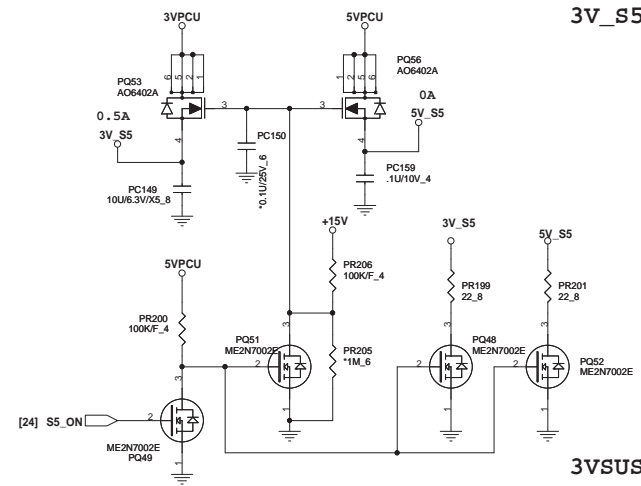 3VPCU
5VPCU
3V_S5
6 5 2 1
6 5 2 1
PQ53
AO6402A
PQ56
AO6402A
3
3
0.5A
3V_S5
0A
5V_S5
4
4
PC150
*0.1U/25V_6
PC149
10U/6.3V/X5_8
PC159
.1U/10V_4
+15V
3V_S5
5V_S5
5VPCU
PR206
100K/F_4
PR199
22_8
PR201
22_8
PR200
100K/F_4
PQ51
ME2N7002E
3
PR205
*1M_6
PQ48
ME2N7002E
3
3
PQ52
ME2N7002E
2
2
2
3
1
1
1
[24] S5_ON
2
ME2N7002E
PQ49
1
3VSUS